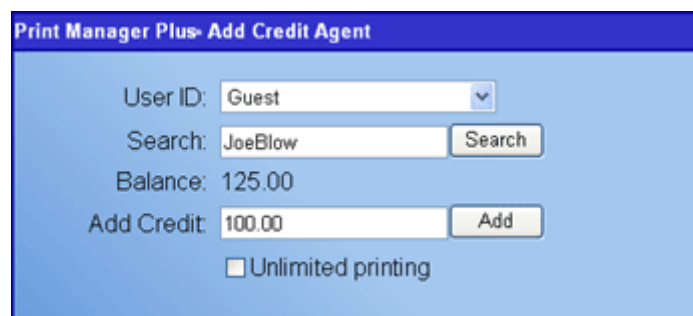 Print Manager Plus- Add Credit Agent
User ID: Guest
Search: JoeBlow Search
Balance: 125.00
Add Credit: 100.00 Add
Unlimited printing